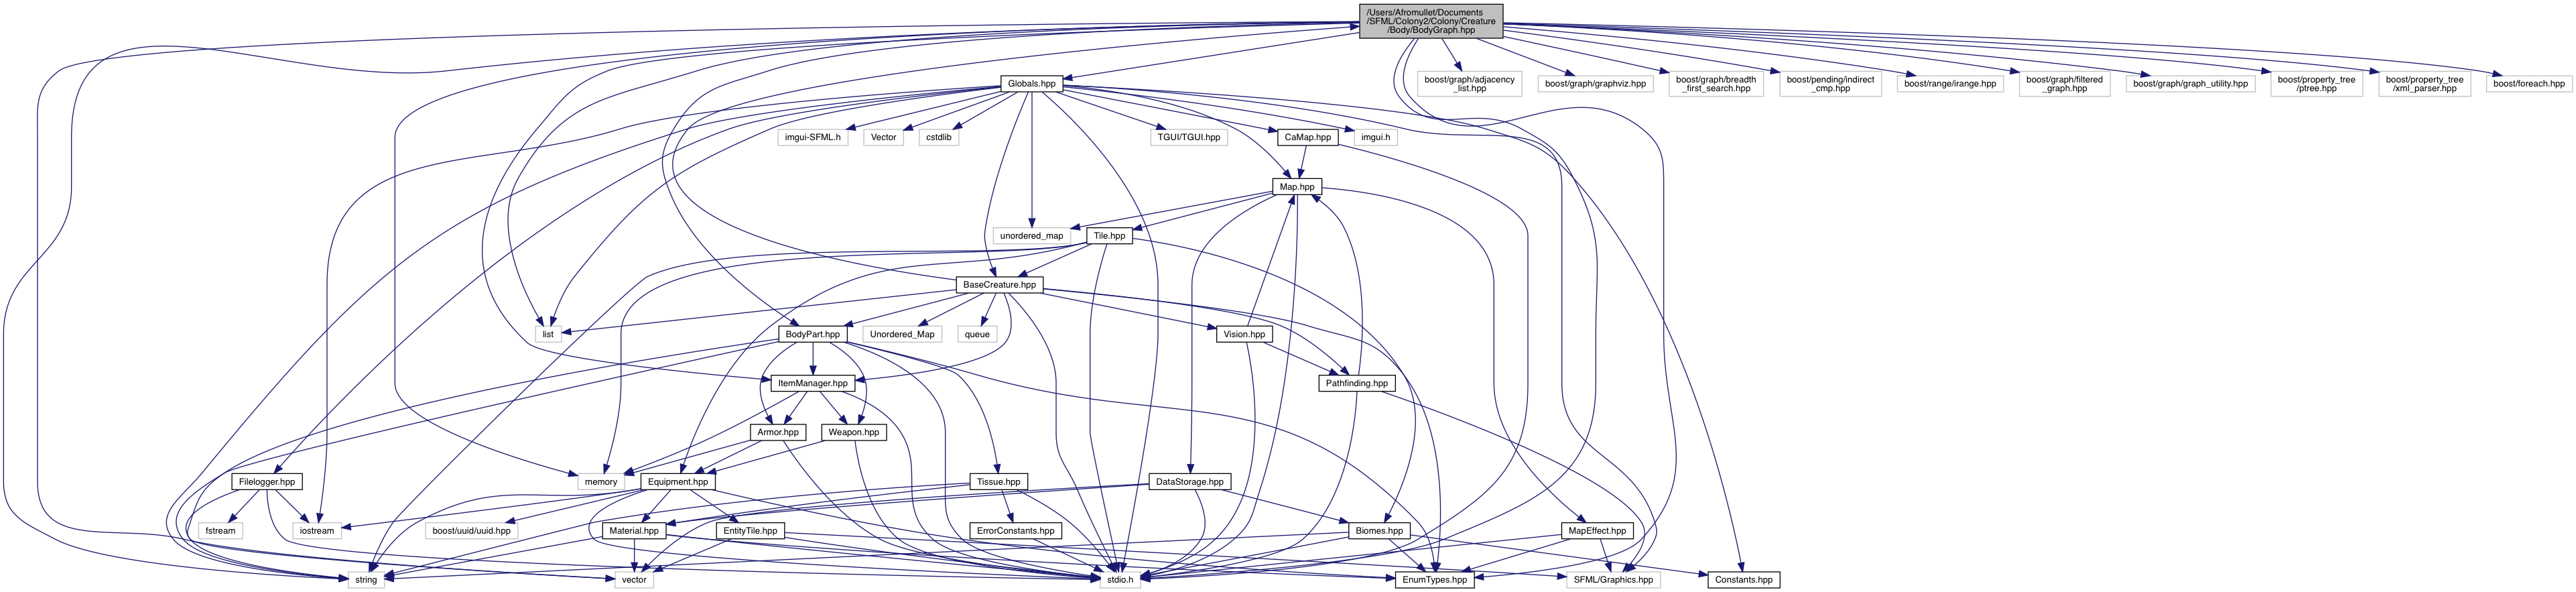 /Users/Afromullet/Documents
/SFML/Colony2/Colony/Creature
/Body/BodyGraph.hpp
Globals.hpp
boost/graph/adjacency
_list.hpp
boost/graph/graphviz.hpp
boost/graph/breadth
_first_search.hpp
boost/pending/indirect
_cmp.hpp
boost/range/irange.hpp
boost/graph/filtered
_graph.hpp
boost/graph/graph_utility.hpp
boost/property_tree
/ptree.hpp
boost/property_tree
/xml_parser.hpp
boost/foreach.hpp
imgui-SFML.h
Vector
cstdlib
TGUI/TGUI.hpp
CaMap.hpp
imgui.h
Map.hpp
unordered_map
Tile.hpp
BaseCreature.hpp
list
BodyPart.hpp
Unordered_Map
queue
Vision.hpp
ItemManager.hpp
Pathfinding.hpp
Armor.hpp
Weapon.hpp
Filelogger.hpp
memory
Equipment.hpp
Tissue.hpp
DataStorage.hpp
fstream
iostream
boost/uuid/uuid.hpp
Material.hpp
EntityTile.hpp
ErrorConstants.hpp
Biomes.hpp
MapEffect.hpp
string
vector
stdio.h
EnumTypes.hpp
SFML/Graphics.hpp
Constants.hpp